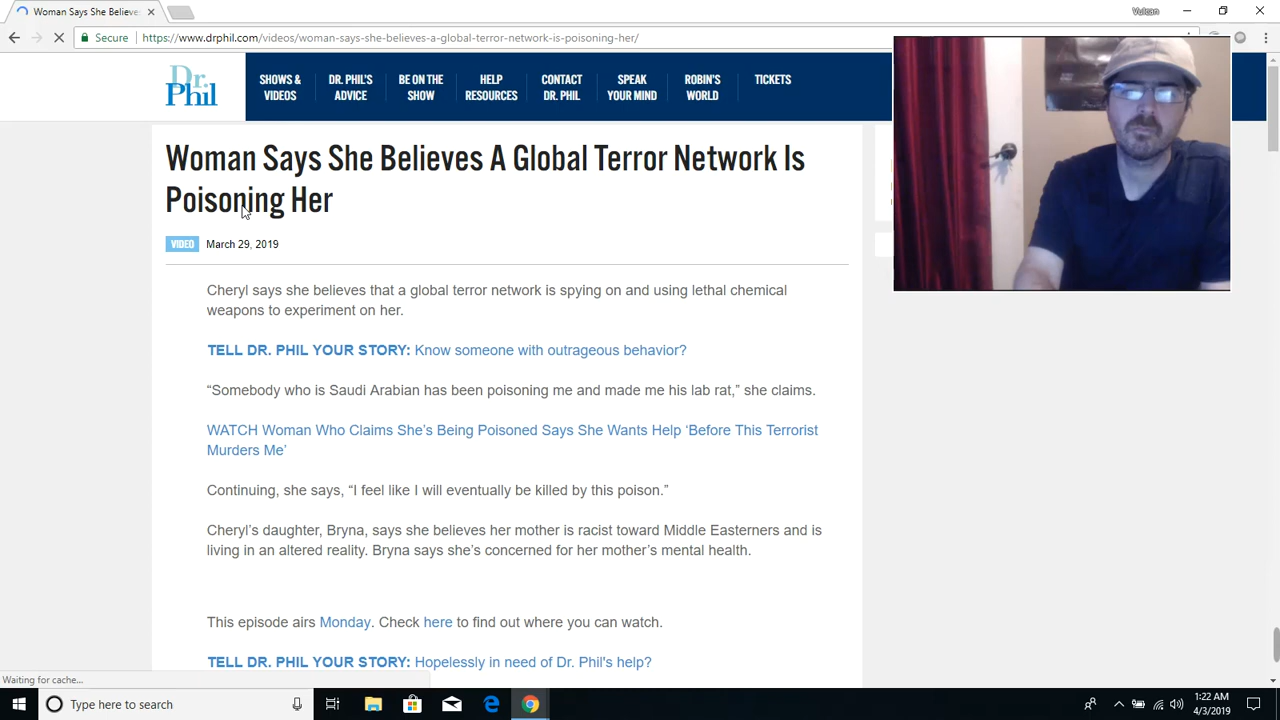 Woman Says She Believe
Vulcan
Secure
https://www.drphil.com/videos/woman-says-she-believes-a-global-terror-network-is-poisoning-her/
Dr. Phil
SHOWS & VIDEOS
DR. PHIL'S ADVICE
BE ON THE SHOW
HELP RESOURCES
CONTACT DR. PHIL
SPEAK YOUR MIND
ROBIN'S WORLD
TICKETS
Woman Says She Believes A Global Terror Network Is
Poisoning Her
VIDEO March 29, 2019
Cheryl says she believes that a global terror network is spying on and using lethal chemical
weapons to experiment on her.
TELL DR. PHIL YOUR STORY: Know someone with outrageous behavior?
“Somebody who is Saudi Arabian has been poisoning me and made me his lab rat,” she claims.
WATCH Woman Who Claims She’s Being Poisoned Says She Wants Help ‘Before This Terrorist
Murders Me’
Continuing, she says, “I feel like I will eventually be killed by this poison.”
Cheryl’s daughter, Bryna, says she believes her mother is racist toward Middle Easterners and is
living in an altered reality. Bryna says she’s concerned for her mother’s mental health.
This episode airs Monday. Check here to find out where you can watch.
TELL DR. PHIL YOUR STORY: Hopelessly in need of Dr. Phil's help?
Waiting for cache...
Type here to search
1:22 AM
4/3/2019